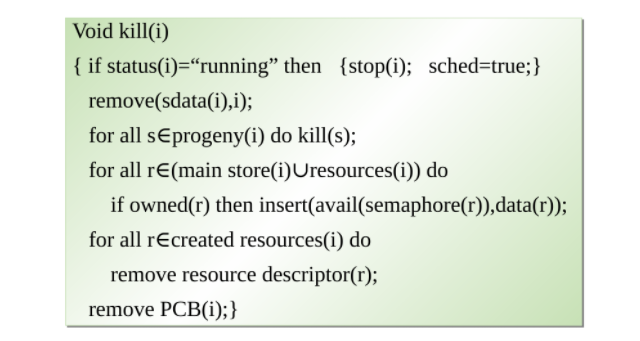 Void kill(i)
{ if status(i)=“running” then {stop(i); sched=true;}
remove(sdata(i),i);
for all s∈progeny(i) do kill(s);
for all r∈(main store(i)∪resources(i)) do
if owned(r) then insert(avail(semaphore(r)),data(r));
for all r∈created resources(i) do
remove resource descriptor(r);
remove PCB(i);}